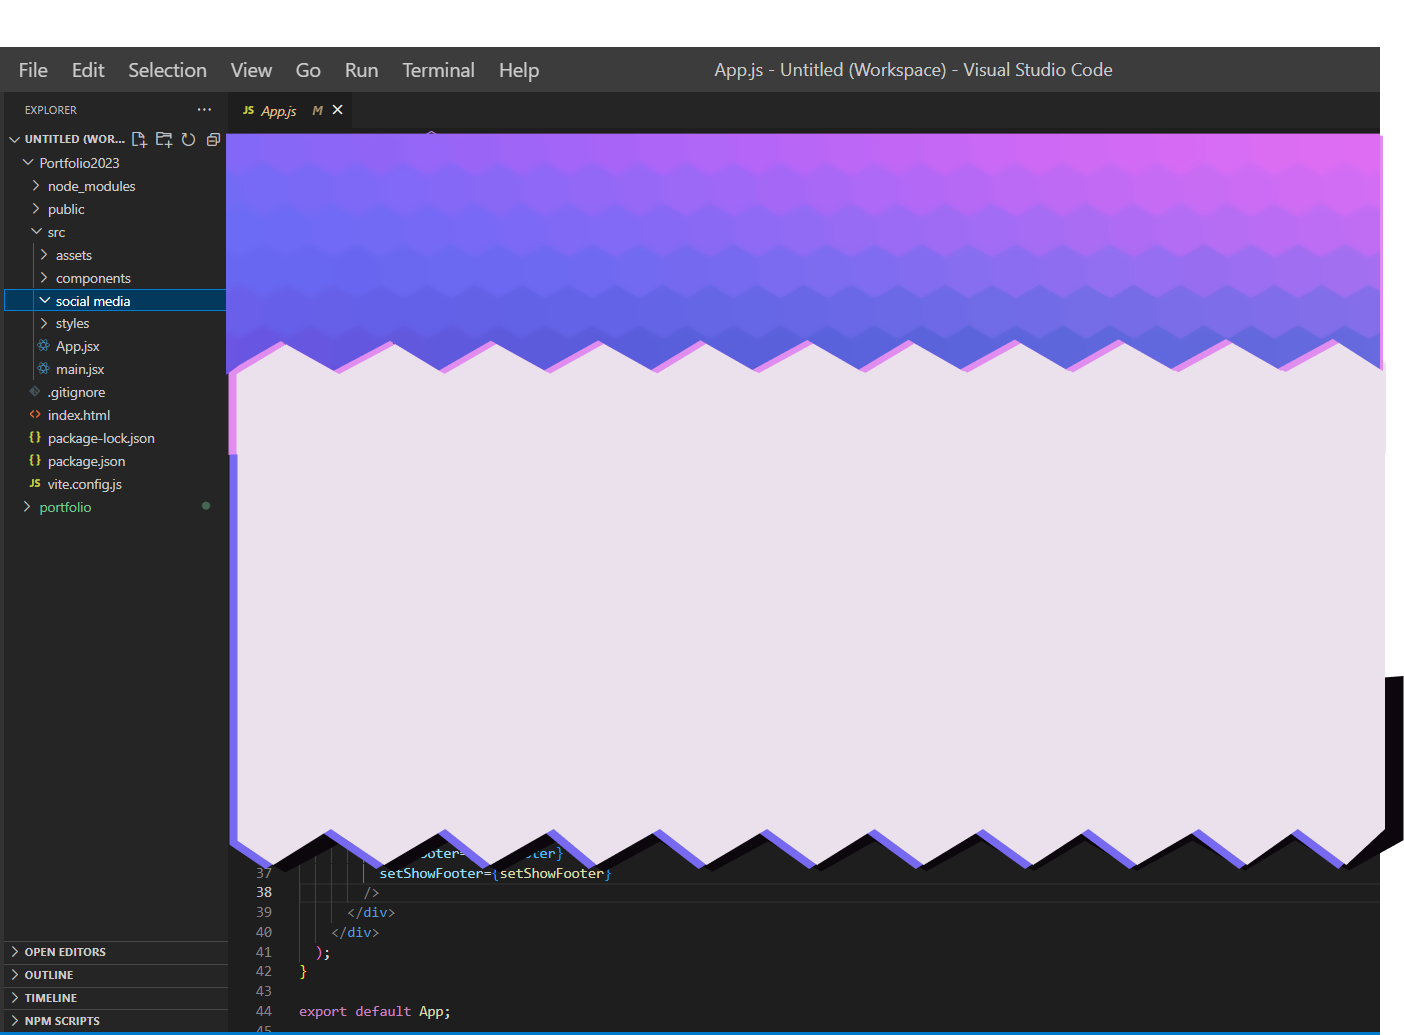 File Edit Selection View Go Run Terminal Help App.js - Untitled (Workspace) - Visual Studio Code
EXPLORER ···
JS App.js M
UNTITLED (WOR...
Portfolio2023
node_modules
public
src
assets
components
social media
styles
App.jsx
main.jsx
.gitignore
index.html
{} package-lock.json
{} package.json
JS vite.config.js
portfolio
OPEN EDITORS
OUTLINE
TIMELINE
NPM SCRIPTS
37 setShowFooter={setShowFooter}
38 />
39 </div>
40 </div>
41 );
42 }
43
44 export default App;
45